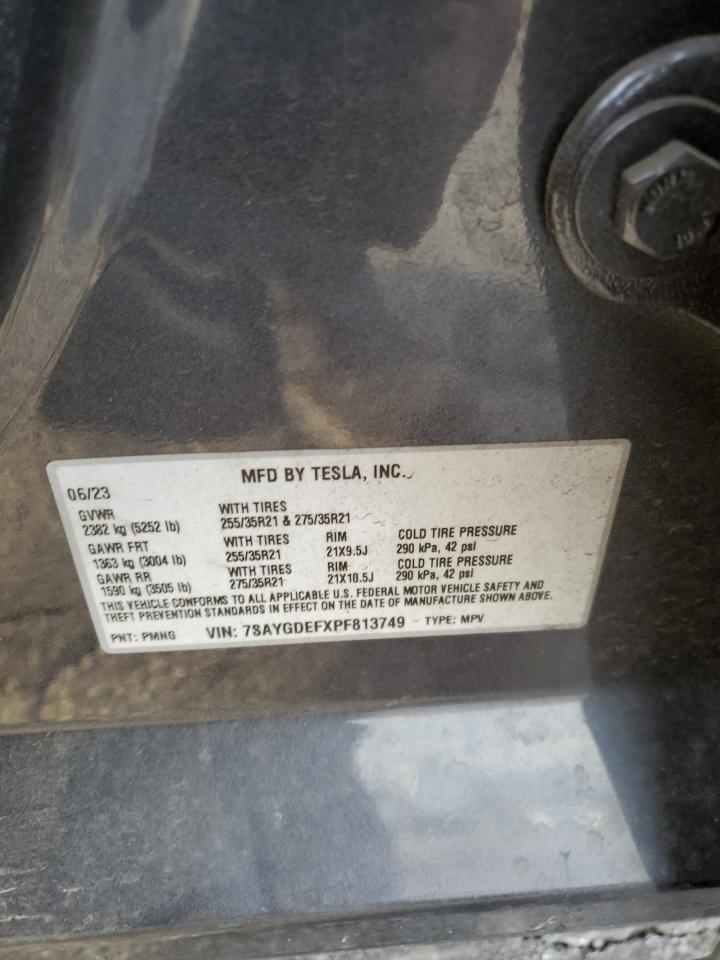 MFD BY TESLA, INC.
06/23
GVWR
2382 kg (5252 lb)
WITH TIRES
255/35R21 & 275/35R21
GAWR FRT
1363 kg (3004 lb)
WITH TIRES
255/35R21
RIM
21X9.5J
COLD TIRE PRESSURE
290 kPa, 42 psi
GAWR RR
1590 kg (3505 lb)
WITH TIRES
275/35R21
RIM
21X10.5J
COLD TIRE PRESSURE
290 kPa, 42 psi
THIS VEHICLE CONFORMS TO ALL APPLICABLE U.S. FEDERAL MOTOR VEHICLE SAFETY AND
THEFT PREVENTION STANDARDS IN EFFECT ON THE DATE OF MANUFACTURE SHOWN ABOVE.
PNT: PMNG VIN: 7SAYGDEFXPF813749 TYPE: MPV